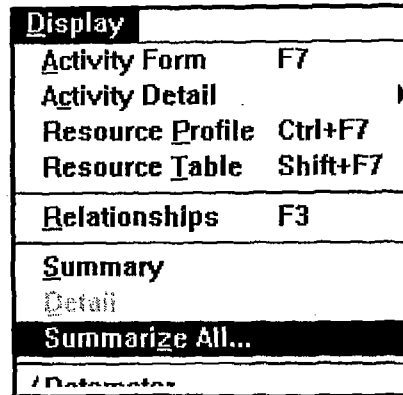 Display
Activity Form F7
Activity Detail
Resource Profile Ctrl+F7
Resource Table Shift+F7
Relationships F3
Summary
Detail
Summarize All...